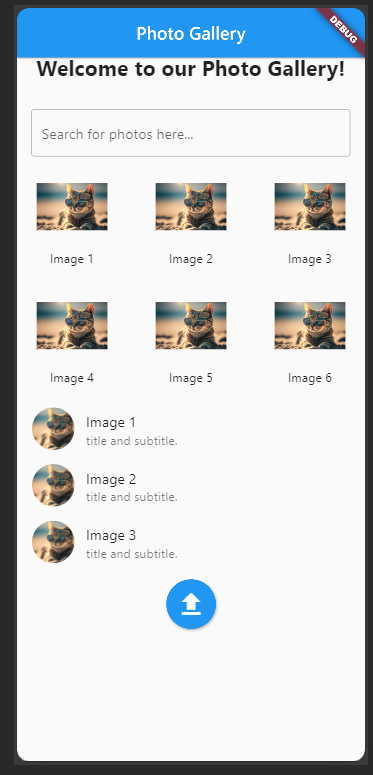 Photo Gallery
DEBUG
Welcome to our Photo Gallery!
Search for photos here...
Image 1
Image 2
Image 3
Image 4
Image 5
Image 6
Image 1
title and subtitle.
Image 2
title and subtitle.
Image 3
title and subtitle.